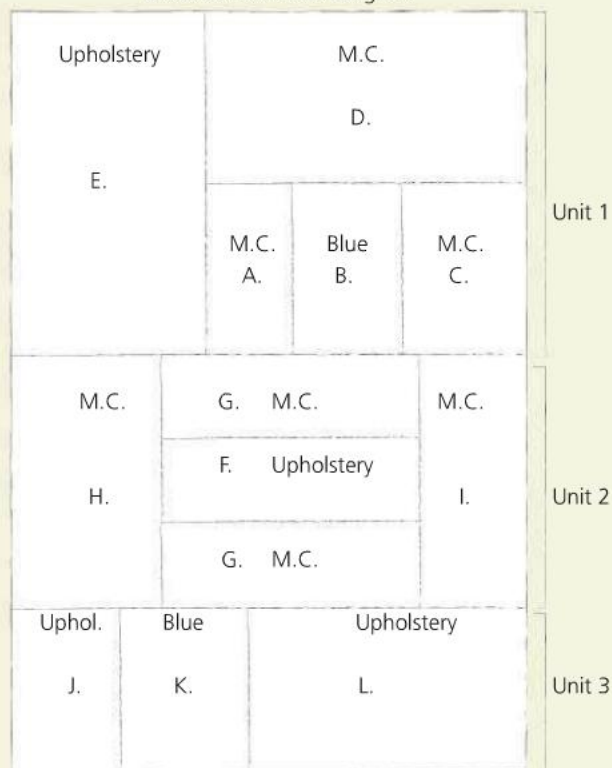 Upholstery
E.
M.C.
D.
M.C.
A.
Blue
B.
M.C.
C.
Unit 1
M.C.
H.
G. M.C.
F. Upholstery
G. M.C.
M.C.
I.
Unit 2
Uphol.
J.
Blue
K.
Upholstery
L.
Unit 3